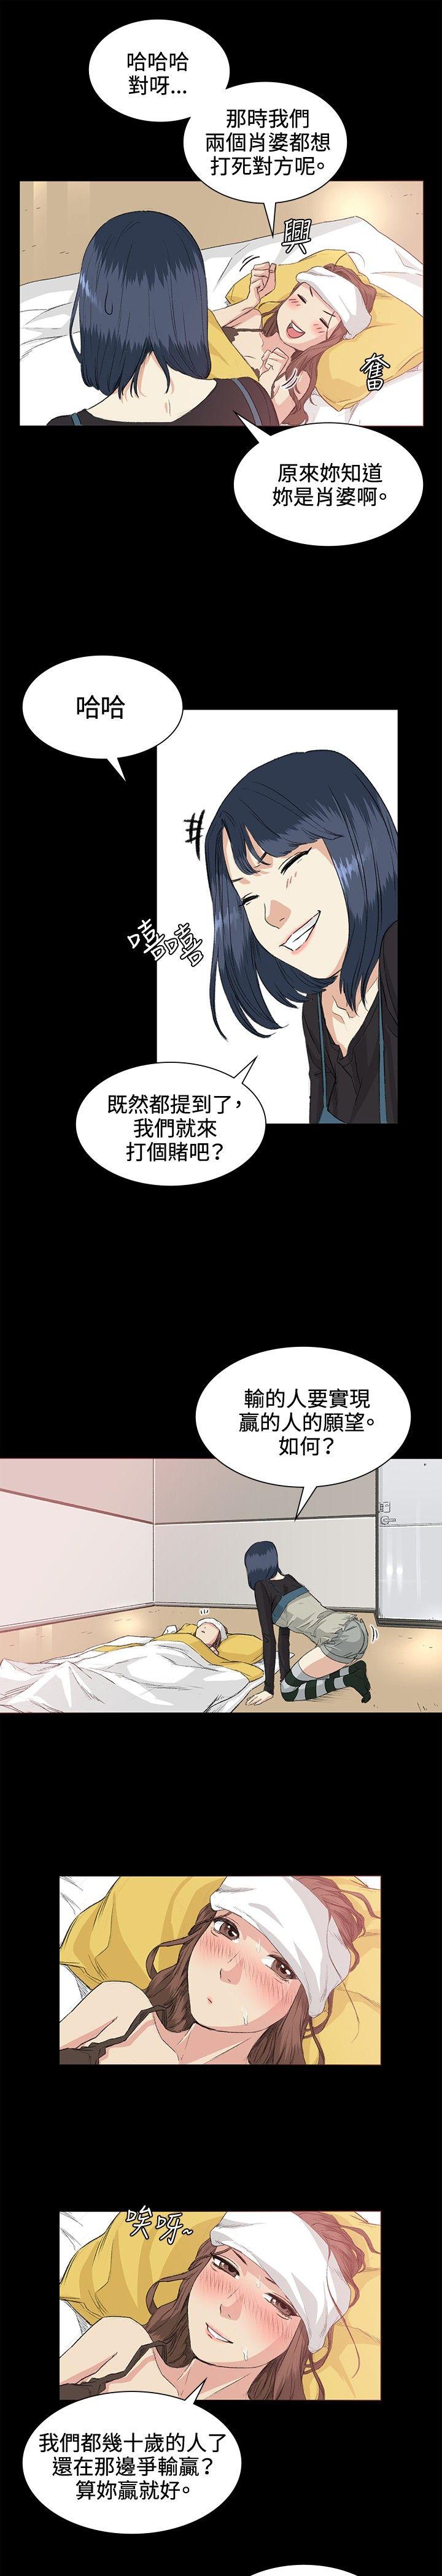 哈哈哈
對呀...
那時我們
兩個肖婆都想
打死對方呢。
興
奮
原來妳知道
妳是肖婆啊。
哈哈
嘻嘻
既然都提到了,
我們就來
打個賭吧?
輸的人要實現
贏的人的願望。
如何?
唉呀~
我們都幾十歲的人了
還在那邊爭輸贏?
算妳贏就好。